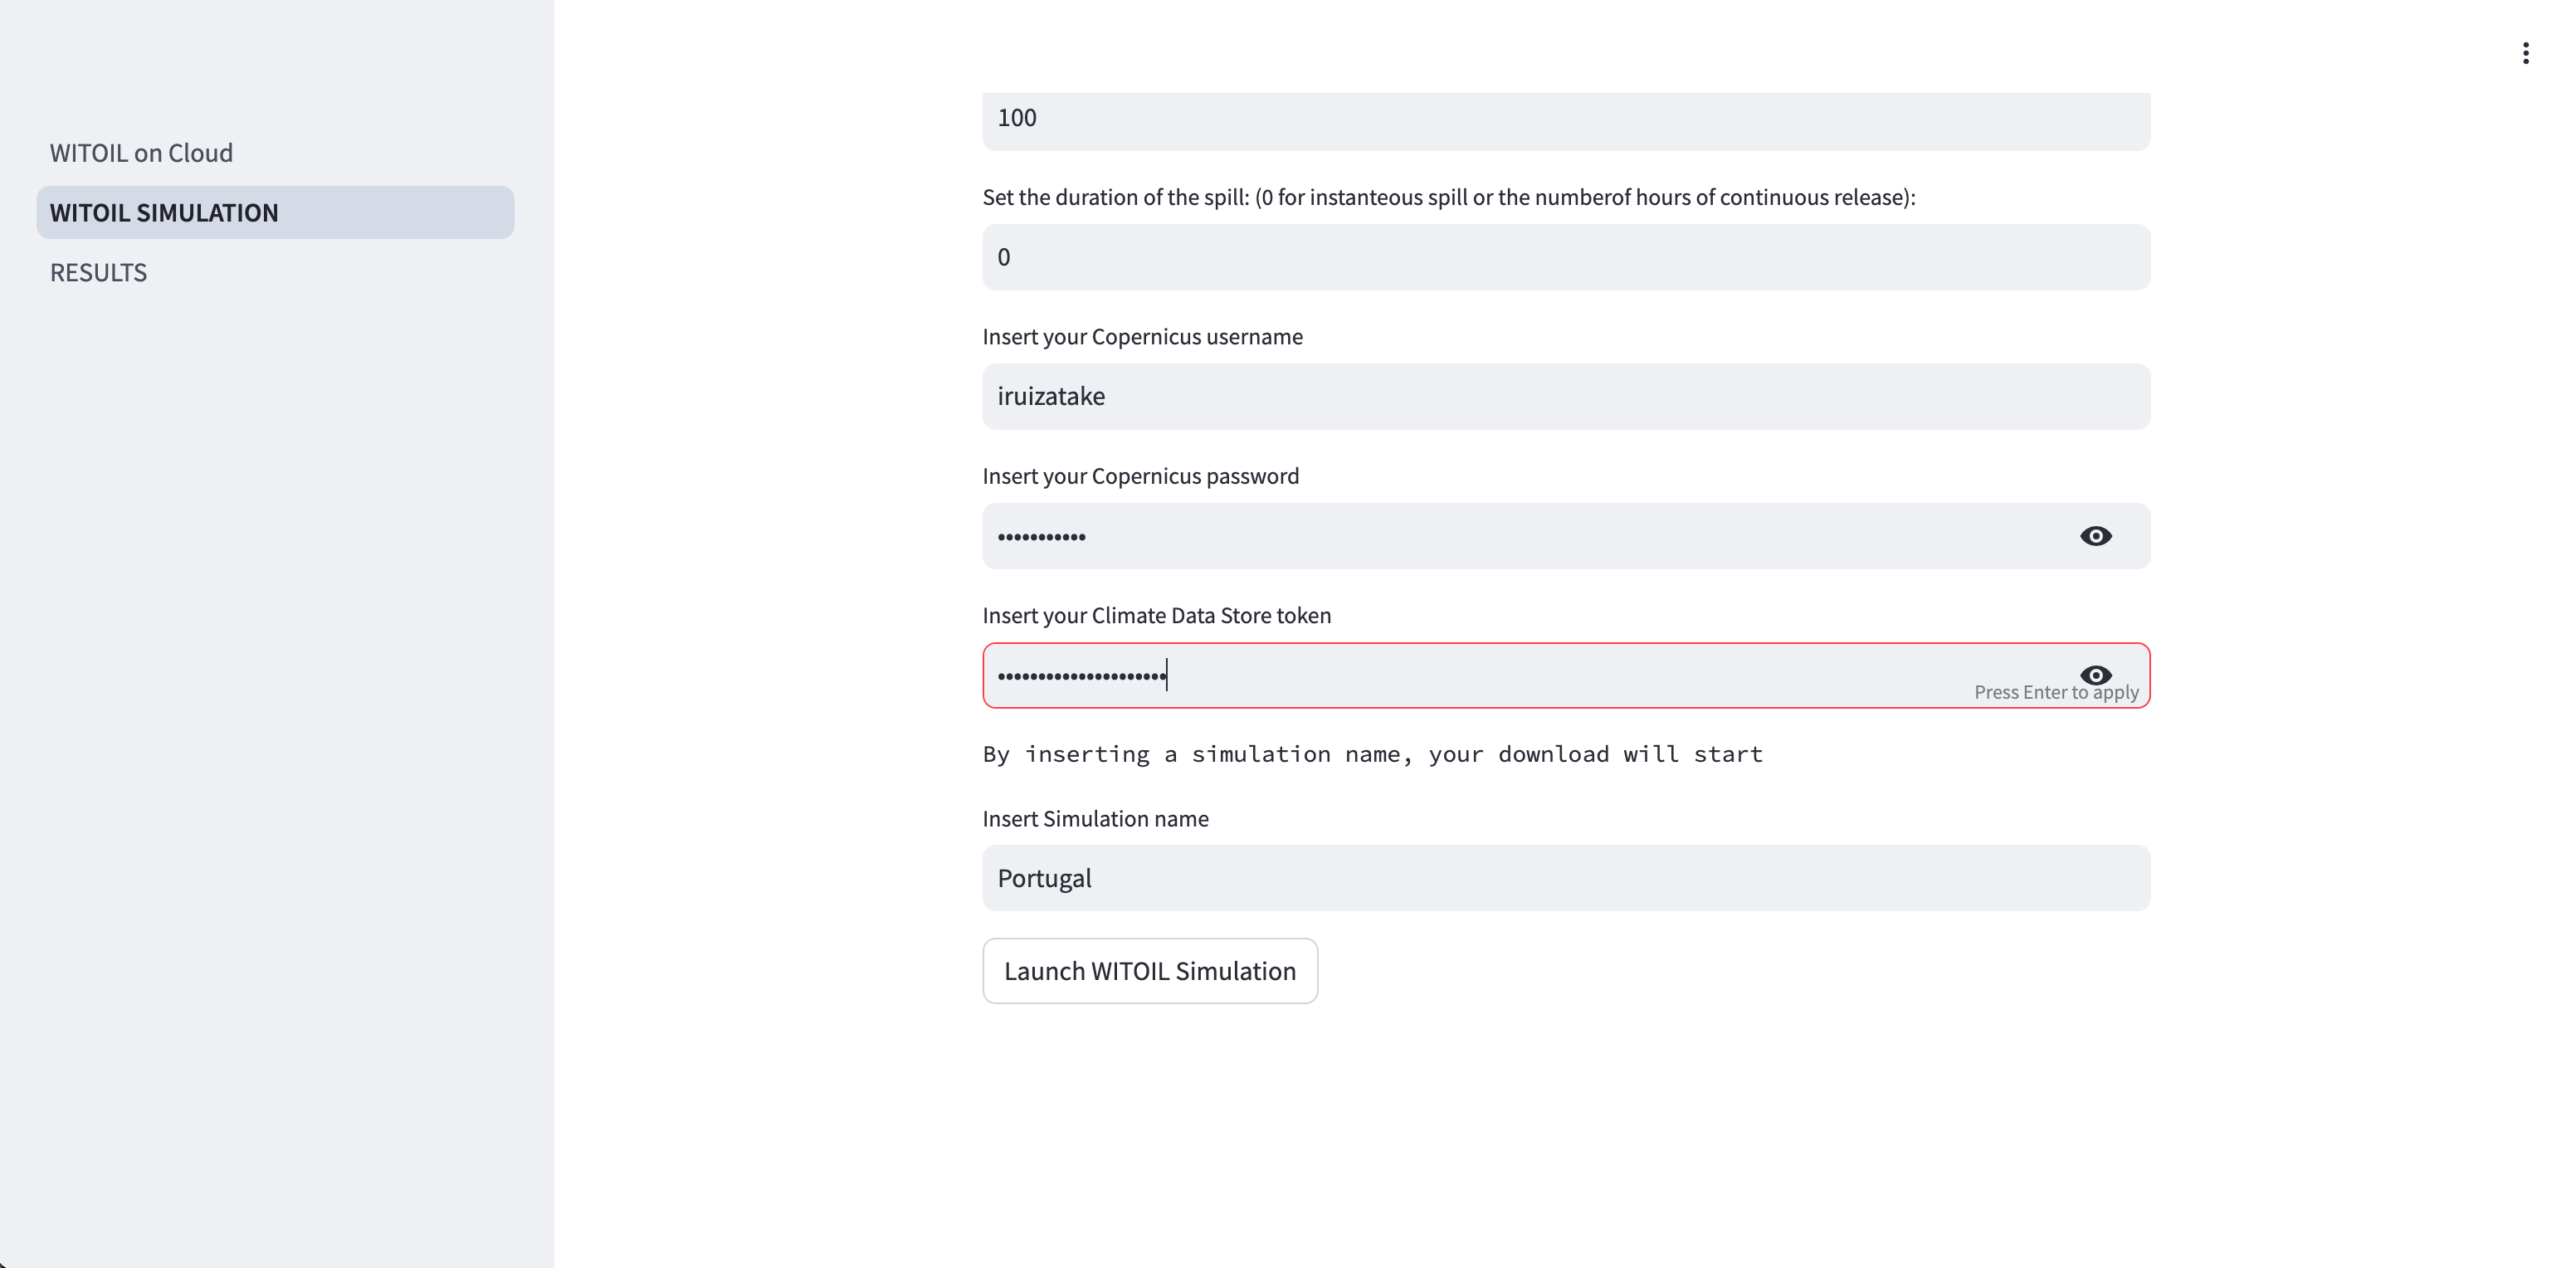 WITOIL on Cloud
WITOIL SIMULATION
RESULTS
100
Set the duration of the spill: (0 for instanteous spill or the numberof hours of continuous release):
0
Insert your Copernicus username
iruizatake
Insert your Copernicus password
•••••••••••
Insert your Climate Data Store token
•••••••••••••••••••••
Press Enter to apply
By inserting a simulation name, your download will start
Insert Simulation name
Portugal
Launch WITOIL Simulation